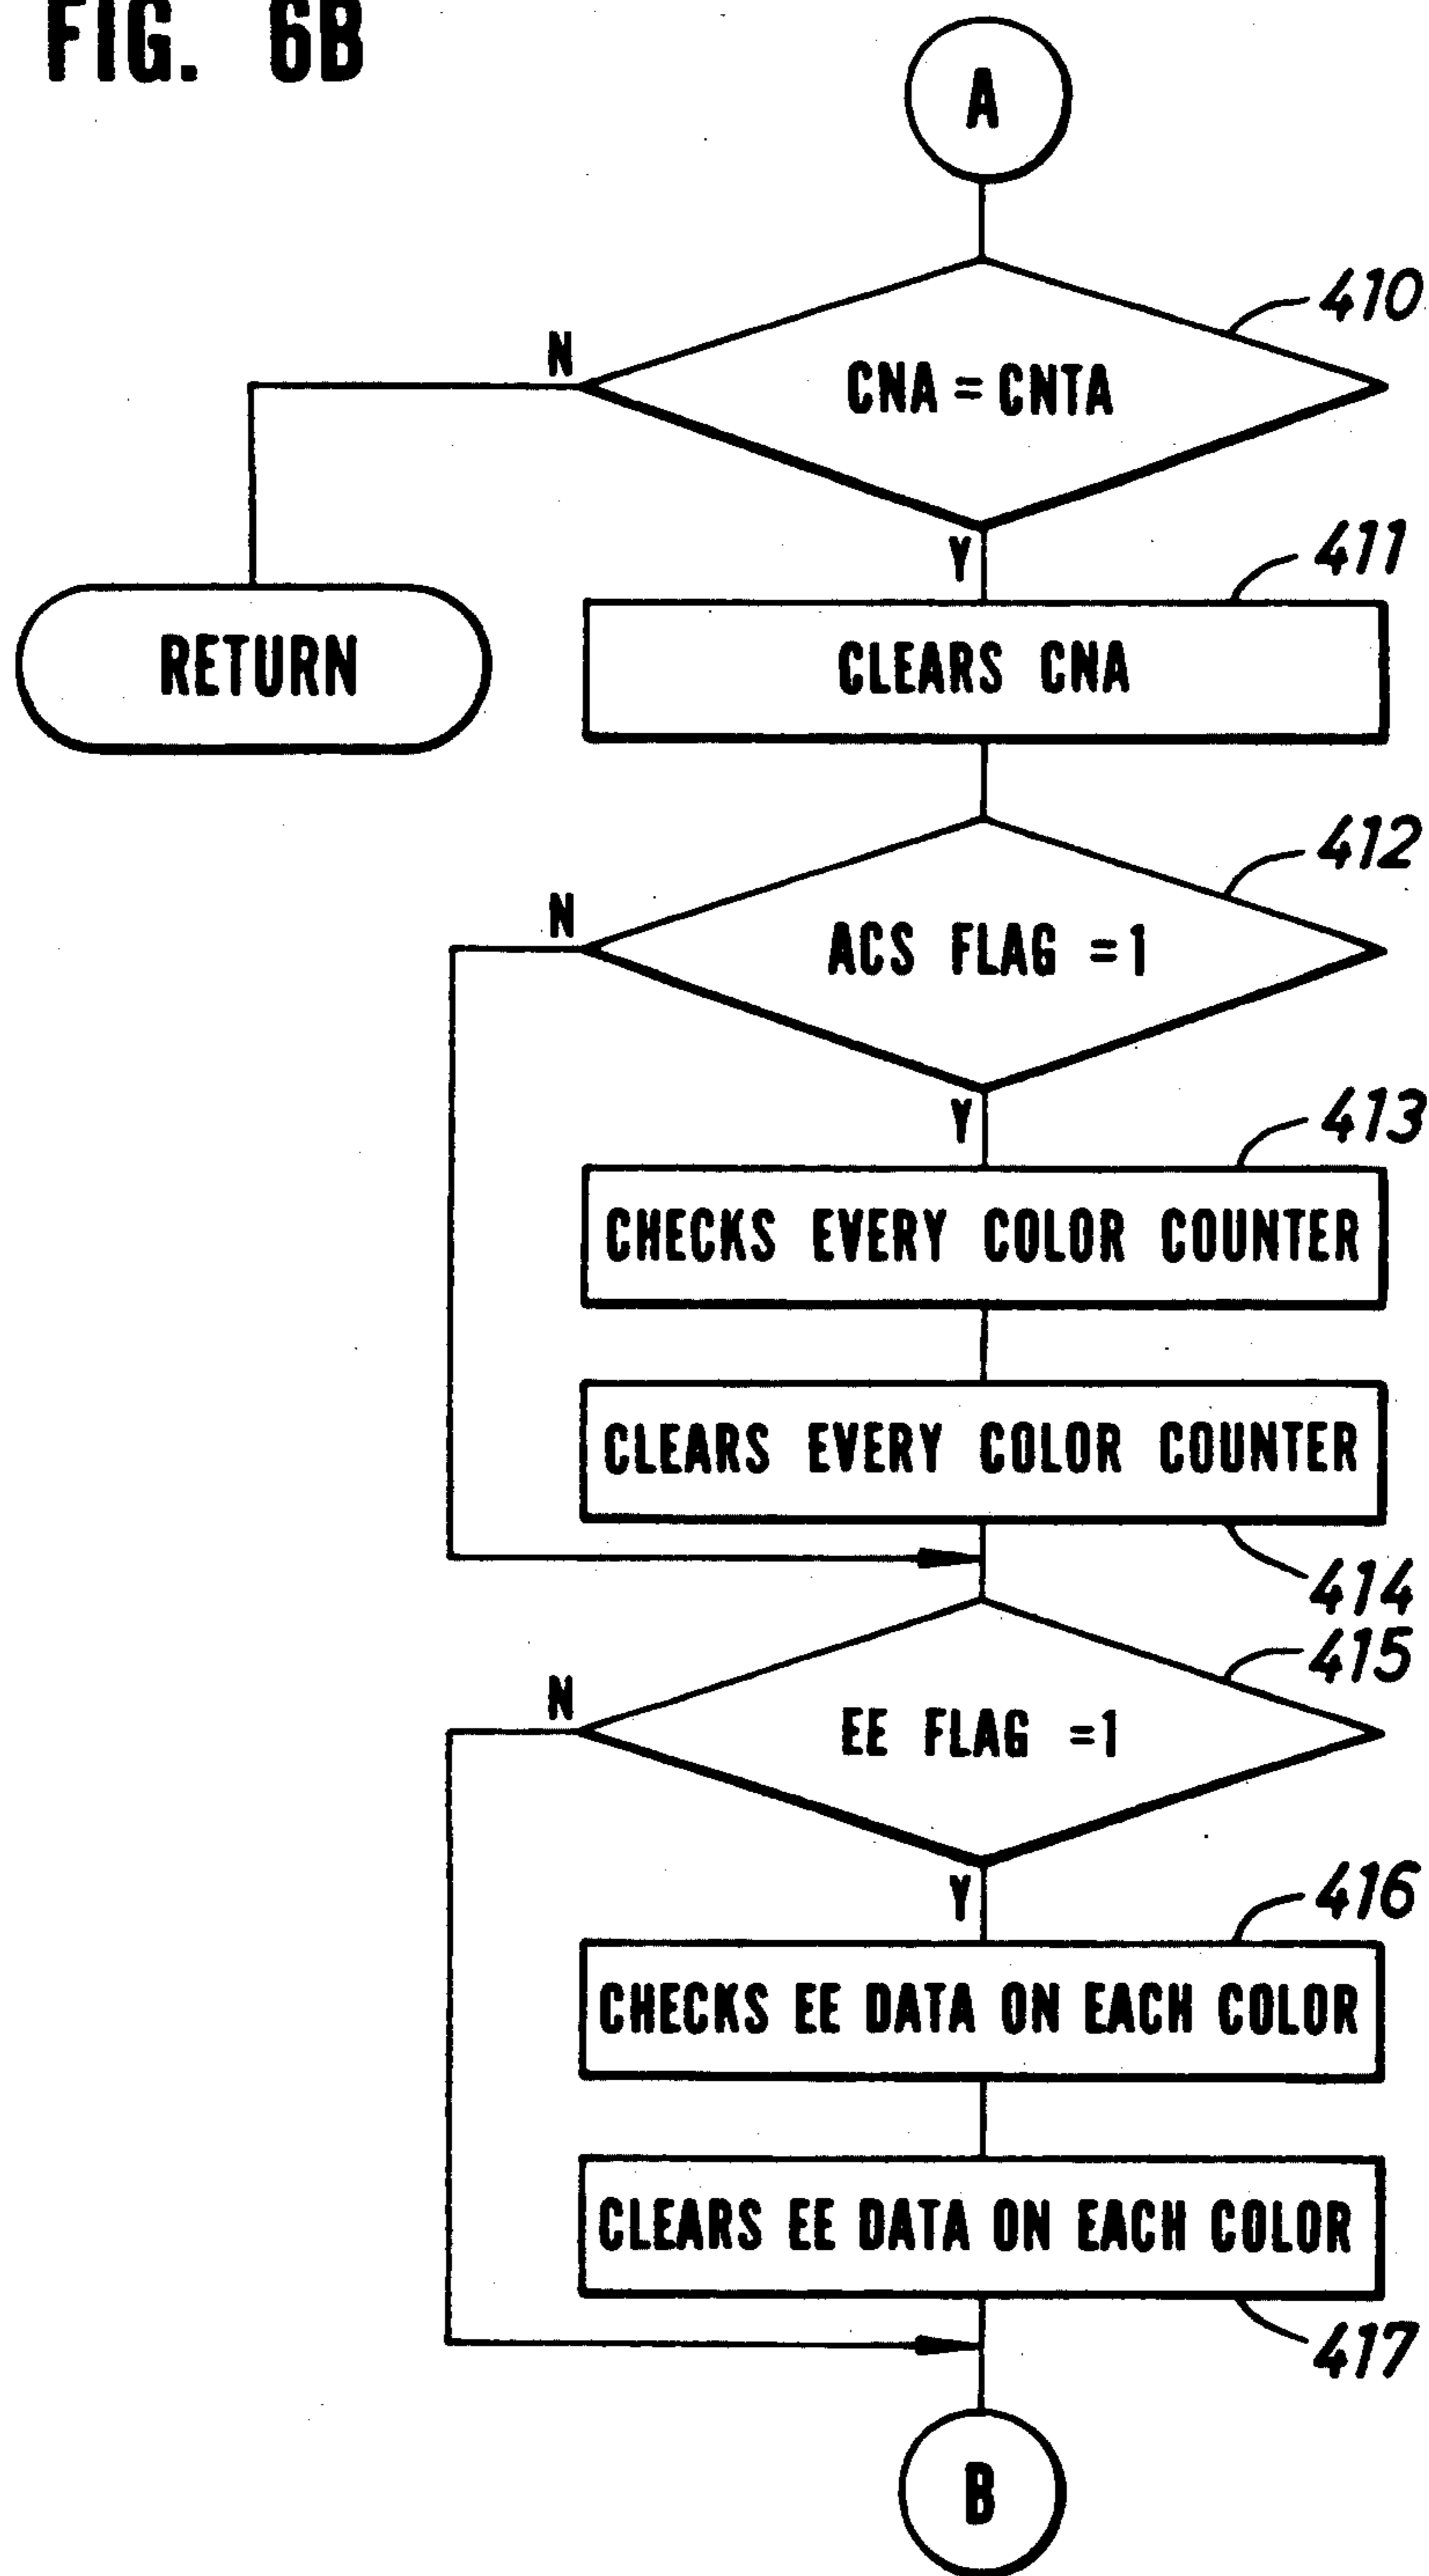 FIG. 6B
A
410
N
CNA = CNTA
Y
411
RETURN
CLEARS CNA
412
N
ACS FLAG =1
Y
413
CHECKS EVERY COLOR COUNTER
CLEARS EVERY COLOR COUNTER
414
415
N
EE FLAG =1
Y
416
CHECKS EE DATA ON EACH COLOR
CLEARS EE DATA ON EACH COLOR
417
B